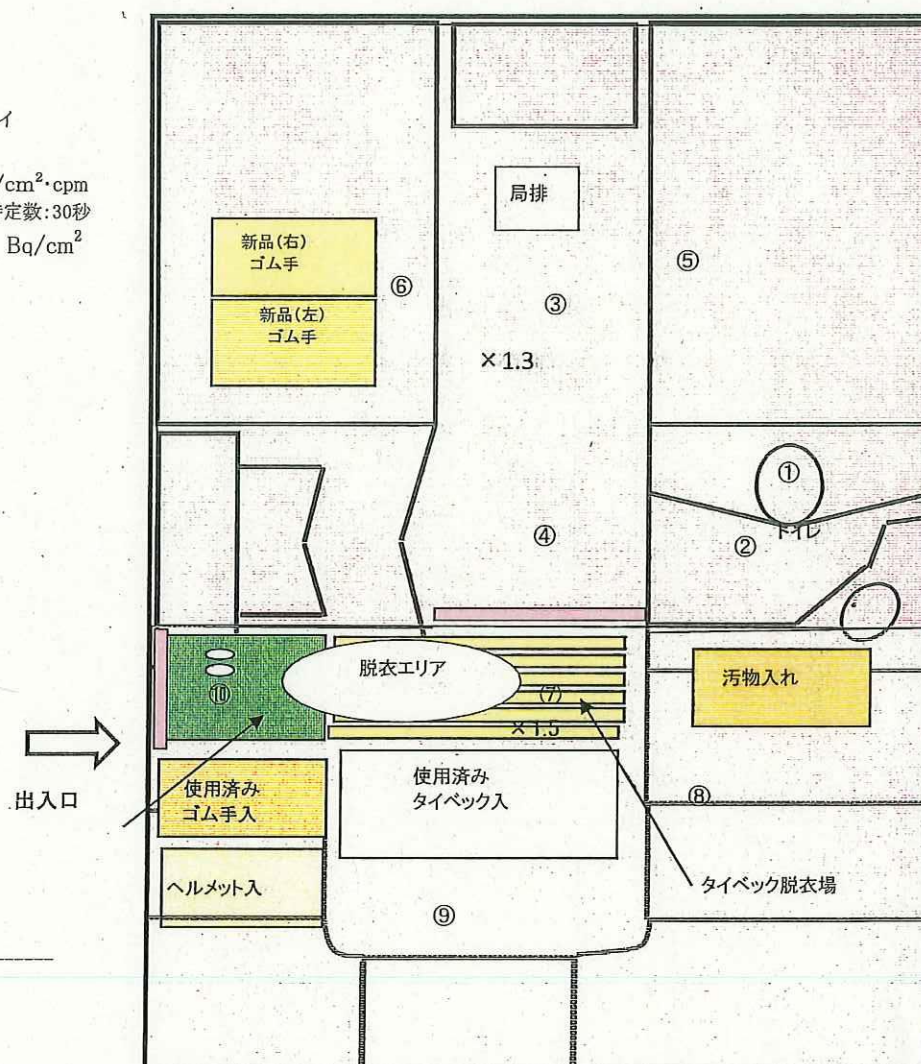 イ
/cm²･cpm
定数:30秒
Bq/cm²
局排
新品(右)
ゴム手
新品(左)
ゴム手
⑥
③
⑤
×1.3
①
トイレ
④
②
脱衣エリア
⑩
⑦
×1.5
汚物入れ
出入口
使用済み
ゴム手入
使用済み
タイベック入
⑧
ヘルメット入
タイベック脱衣場
⑨